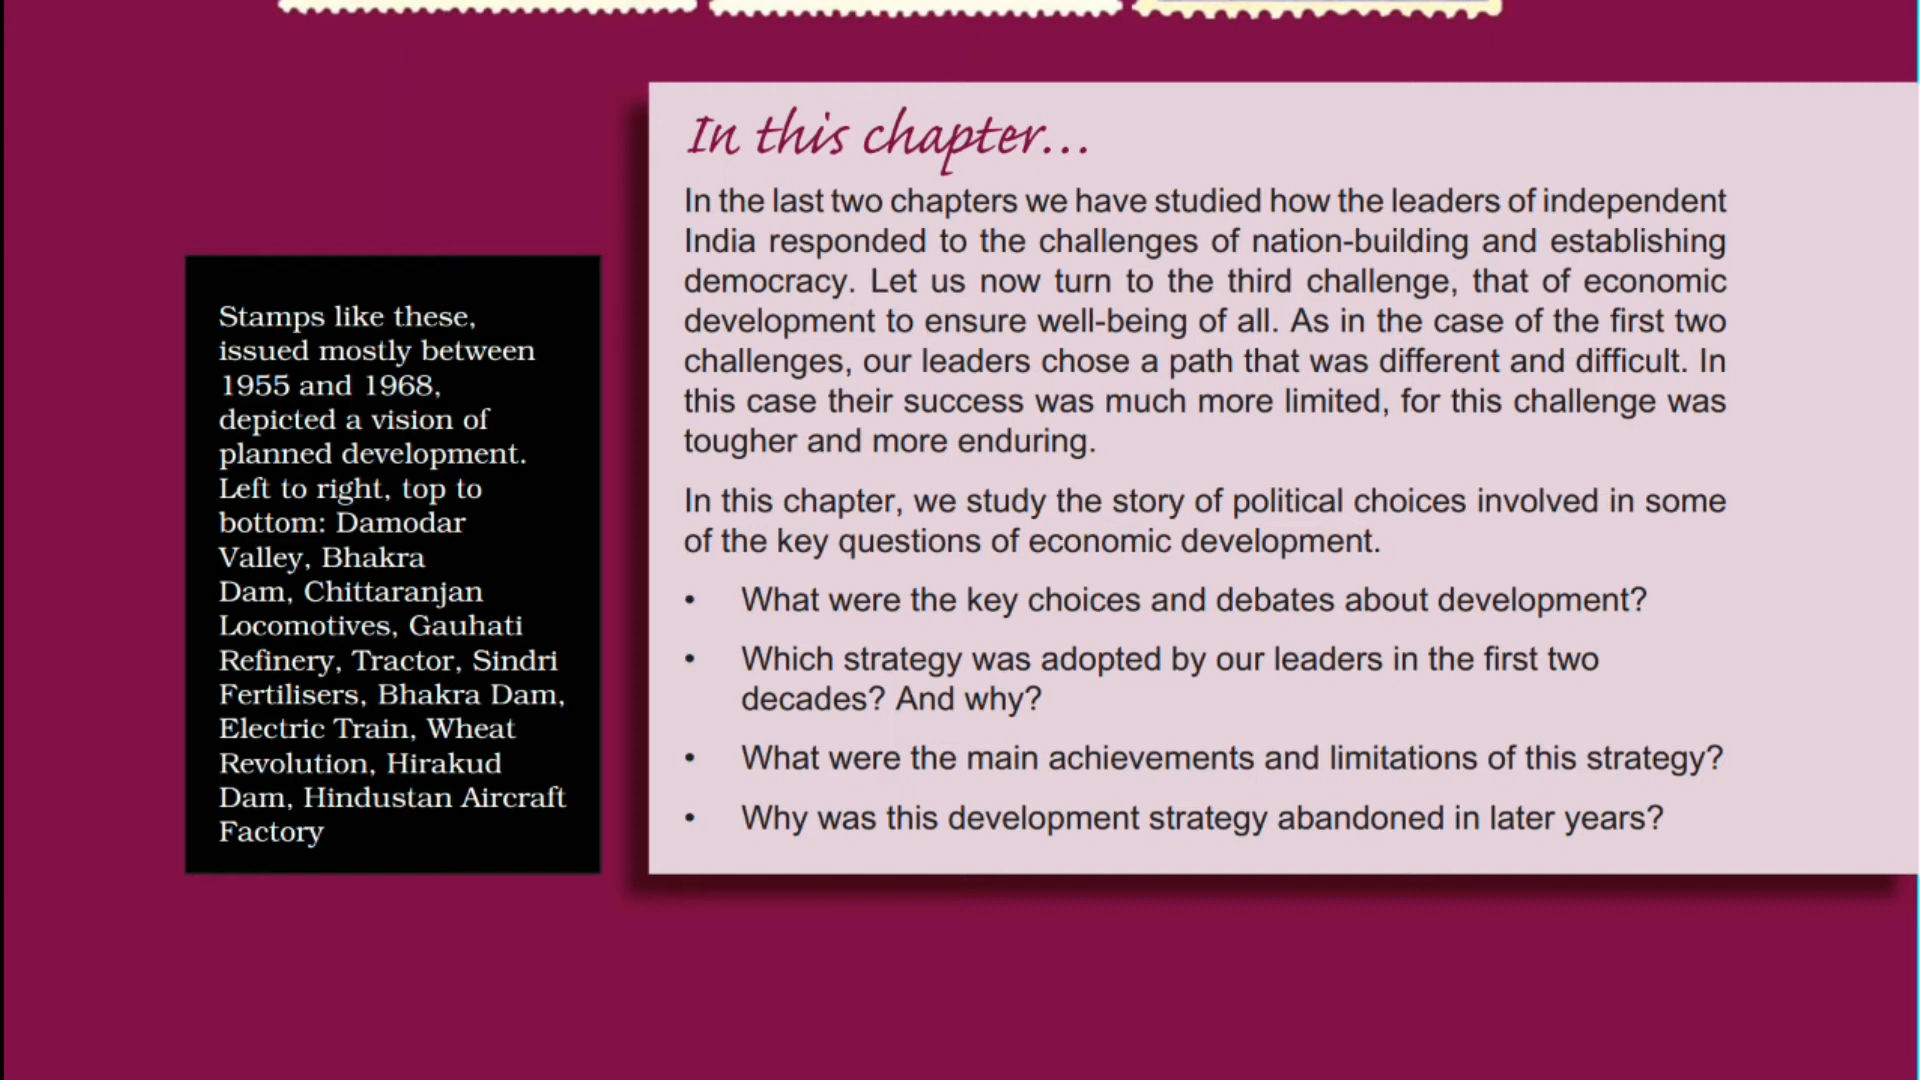 In this chapter...
In the last two chapters we have studied how the leaders of independent
India responded to the challenges of nation-building and establishing
democracy. Let us now turn to the third challenge, that of economic
development to ensure well-being of all. As in the case of the first two
challenges, our leaders chose a path that was different and difficult. In
this case their success was much more limited, for this challenge was
tougher and more enduring.
In this chapter, we study the story of political choices involved in some
of the key questions of economic development.
• What were the key choices and debates about development?
• Which strategy was adopted by our leaders in the first two
decades? And why?
• What were the main achievements and limitations of this strategy?
• Why was this development strategy abandoned in later years?
Stamps like these,
issued mostly between
1955 and 1968,
depicted a vision of
planned development.
Left to right, top to
bottom: Damodar
Valley, Bhakra
Dam, Chittaranjan
Locomotives, Gauhati
Refinery, Tractor, Sindri
Fertilisers, Bhakra Dam,
Electric Train, Wheat
Revolution, Hirakud
Dam, Hindustan Aircraft
Factory